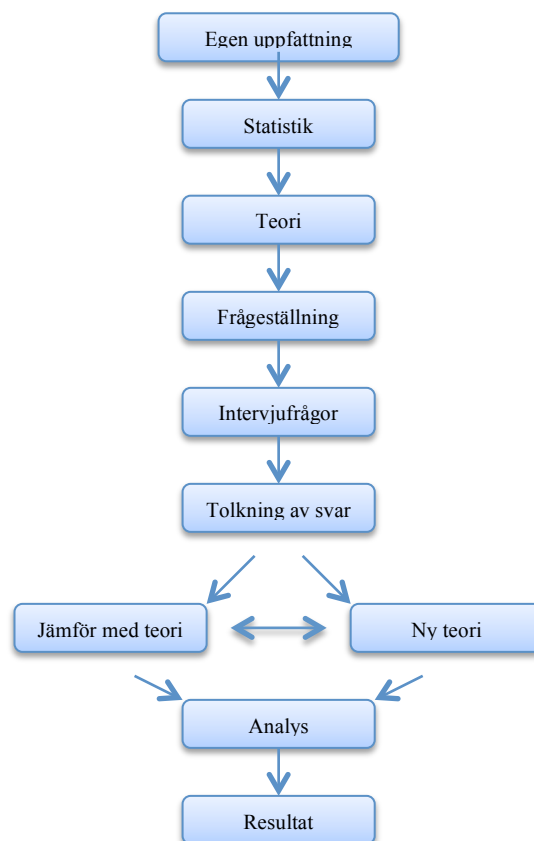 Egen uppfattning
Statistik
Teori
Frågeställning
Intervjufrågor
Tolkning av svar
Jämför med teori
Ny teori
Analys
Resultat